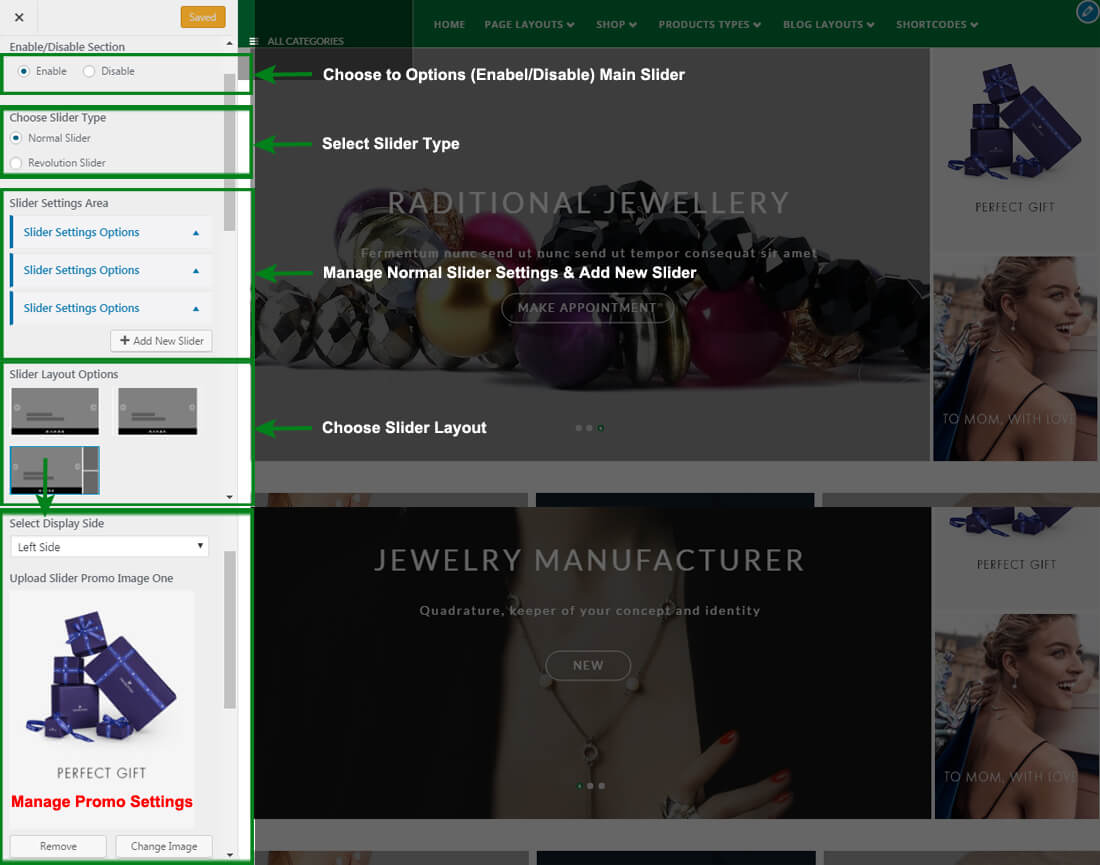 Saved
Enable/Disable Section
Enable Disable
Choose Slider Type
Normal Slider
Revolution Slider
Slider Settings Area
Slider Settings Options
Slider Settings Options
Slider Settings Options
Add New Slider
Slider Layout Options
Select Display Side
Left Side
Upload Slider Promo Image One
PERFECT GIFT
Manage Promo Settings
Remove Change Image
HOME PAGE LAYOUTS SHOP PRODUCTS TYPES BLOG LAYOUTS SHORTCODES
ALL CATEGORIES
Choose to Options (Enabel/Disable) Main Slider
Select Slider Type
RADITIONAL JEWELLERY
Fermentum nunc send ut nunc send ut tempor consequat sir amet
Manage Normal Slider Settings & Add New Slider
MAKE APPOINTMENT"
Choose Slider Layout
PERFECT GIFT
TO MOM, WITH LOVE
JEWELRY MANUFACTURER
Quadrature, keeper of your concept and identity
NEW
PERFECT GIFT
TO MOM, WITH LOVE